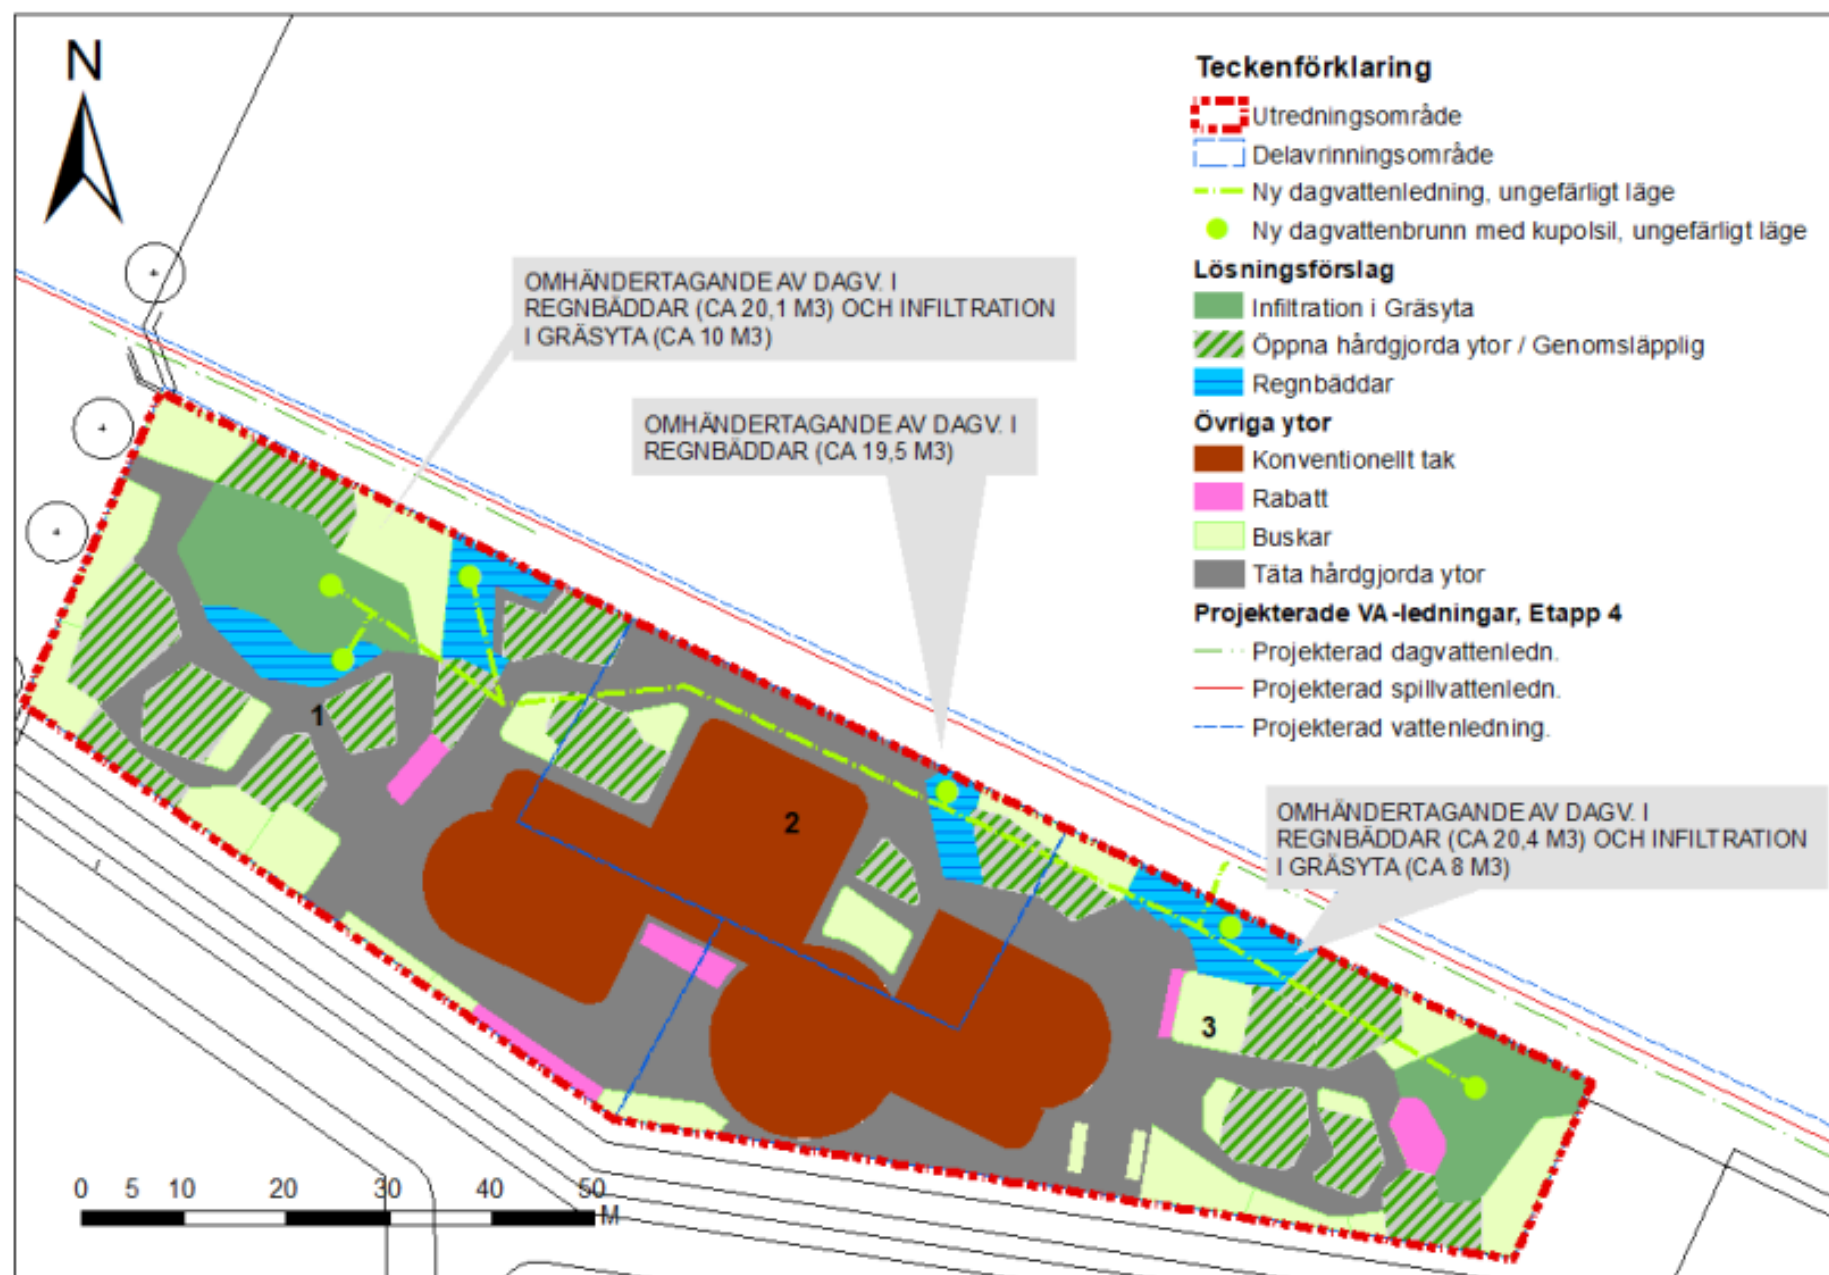 N
Teckenförklaring
Utredningsområde
Delavrinningsområde
Ny dagvattenledning, ungefärligt läge
Ny dagvattenbrunn med kupolsil, ungefärligt läge
Lösningsförslag
Infiltration i Gräsyta
Öppna hårdgjorda ytor / Genomsläpplig
Regnbäddar
Övriga ytor
Konventionellt tak
Rabatt
Buskar
Täta hårdgjorda ytor
Projekterade VA-ledningar, Etapp 4
Projekterad dagvattenledn.
Projekterad spillvattenledn.
Projekterad vattenledning.
OMHÄNDERTAGANDE AV DAGV. I
REGNBÄDDAR (CA 20,1 M3) OCH INFILTRATION
I GRÄSYTA (CA 10 M3)
OMHÄNDERTAGANDE AV DAGV. I
REGNBÄDDAR (CA 19,5 M3)
OMHÄNDERTAGANDE AV DAGV. I
REGNBÄDDAR (CA 20,4 M3) OCH INFILTRATION
I GRÄSYTA (CA 8 M3)
1
2
3
0 5 10 20 30 40 50
M